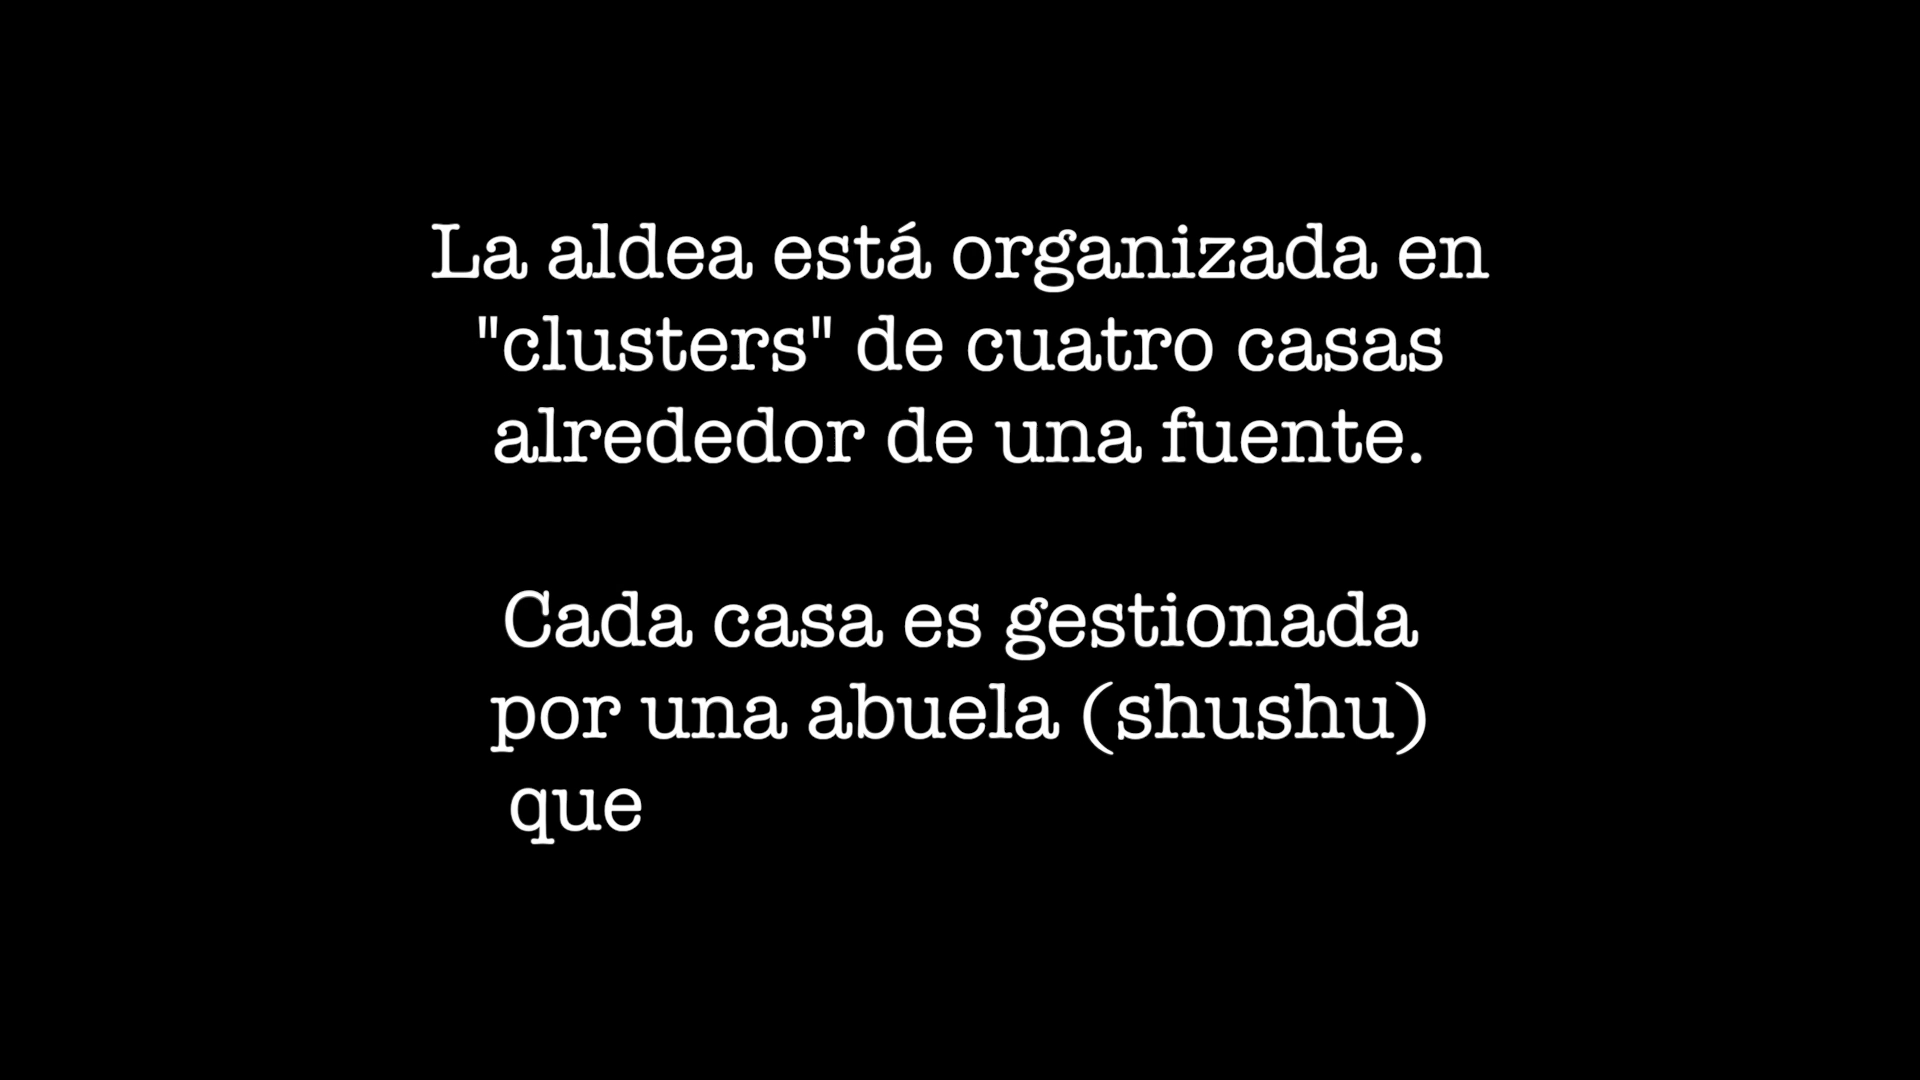 La aldea está organizada en
"clusters" de cuatro casas
alrededor de una fuente.
Cada casa es gestionada
por una abuela (shushu)
que